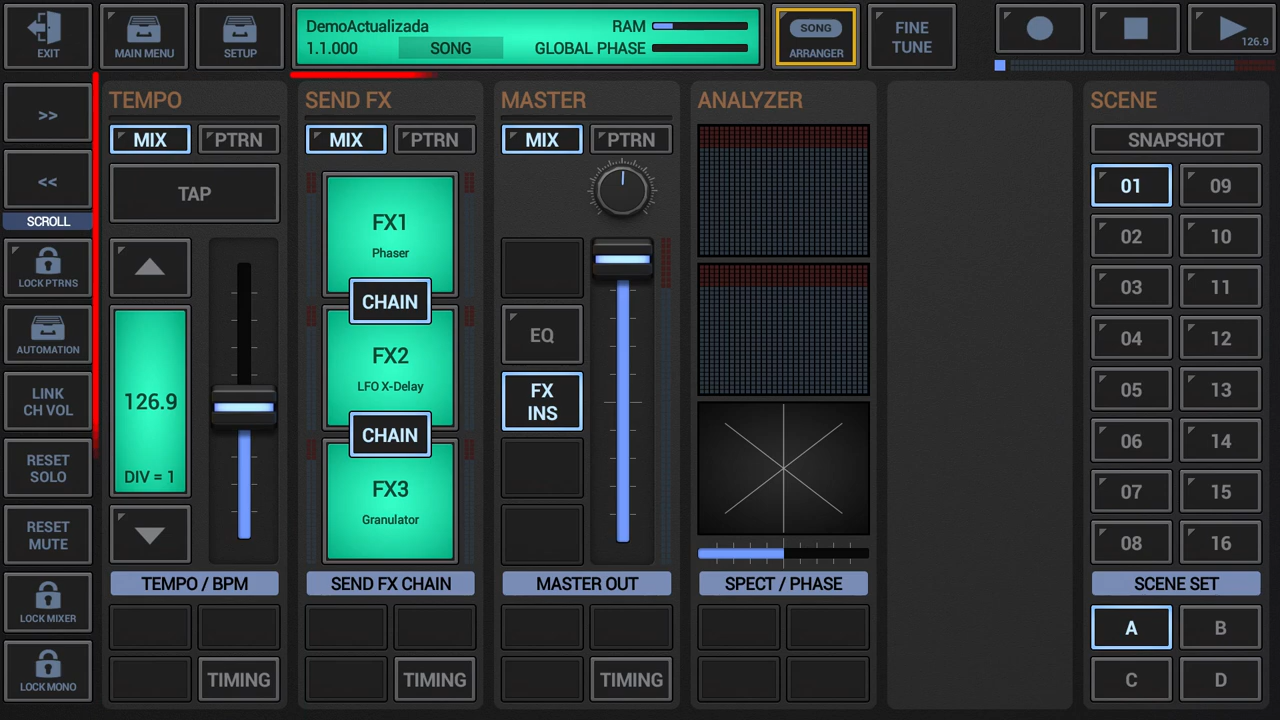 EXIT
MAIN MENU
SETUP
DemoActualizada
RAM
1.1.000
SONG
GLOBAL PHASE
SONG
ARRANGER
FINE
TUNE
126.9
>>
<<
SCROLL
LOCK PTRNS
AUTOMATION
LINK
CH VOL
RESET
SOLO
RESET
MUTE
LOCK MIXER
LOCK MONO
TEMPO
MIX
PTRN
TAP
126.9
DIV = 1
TEMPO / BPM
TIMING
SEND FX
MIX
PTRN
FX1
Phaser
CHAIN
FX2
LFO X-Delay
CHAIN
FX3
Granulator
SEND FX CHAIN
TIMING
MASTER
MIX
PTRN
EQ
FX
INS
MASTER OUT
TIMING
ANALYZER
SPECT / PHASE
SCENE
SNAPSHOT
01
09
02
10
03
11
04
12
05
13
06
14
07
15
08
16
SCENE SET
A
B
C
D